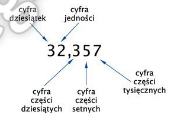 cyfra
dziesiątek
cyfra
jedności
32,357
cyfra
części
dziesiątych
cyfra
części
setnych
cyfra
części
tysięcznych